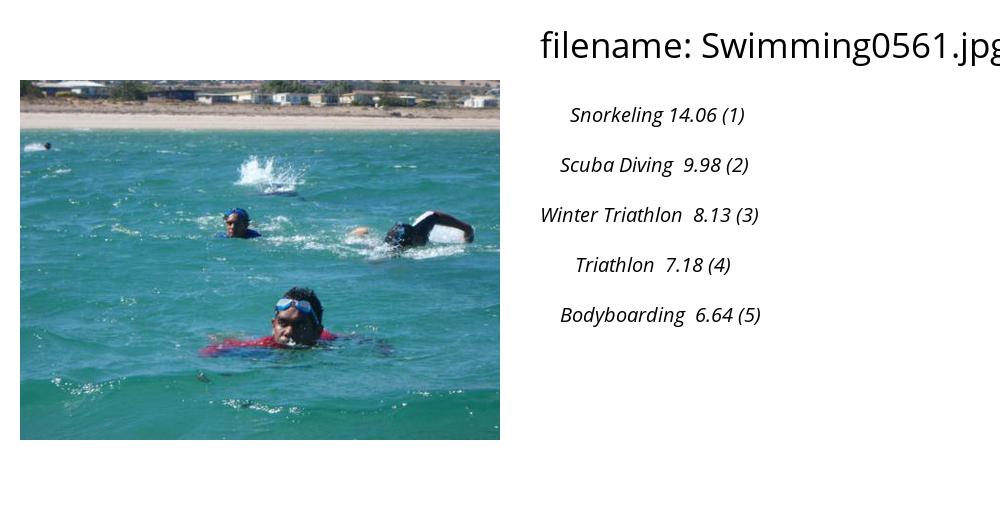 filename: Swimming0561.jpg
Snorkeling 14.06 (1)
Scuba Diving 9.98 (2)
Winter Triathlon 8.13 (3)
Triathlon 7.18 (4)
Bodyboarding 6.64 (5)